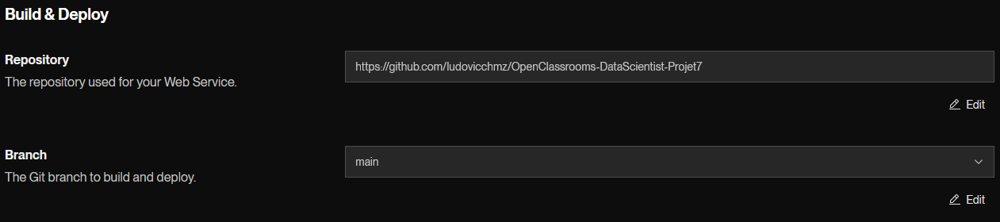 Build & Deploy
Repository
https://github.com/ludovicchmz/OpenClassrooms-DataScientist-Projet7
The repository used for your Web Service.
Edit
Branch
main
The Git branch to build and deploy.
Edit